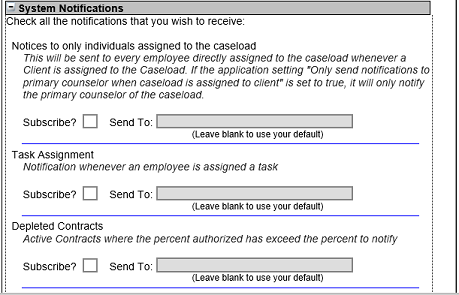 System Notifications
Check all the notifications that you wish to receive:
Notices to only individuals assigned to the caseload
This will be sent to every employee directly assigned to the caseload whenever a
Client is assigned to the Caseload. If the application setting "Only send notifications to
primary counselor when caseload is assigned to client" is set to true, it will only notify
the primary counselor of the caseload.
Subscribe? Send To:
(Leave blank to use your default)
Task Assignment
Notification whenever an employee is assigned a task
Subscribe? Send To:
(Leave blank to use your default)
Depleted Contracts
Active Contracts where the percent authorized has exceed the percent to notify
Subscribe? Send To:
(Leave blank to use your default)